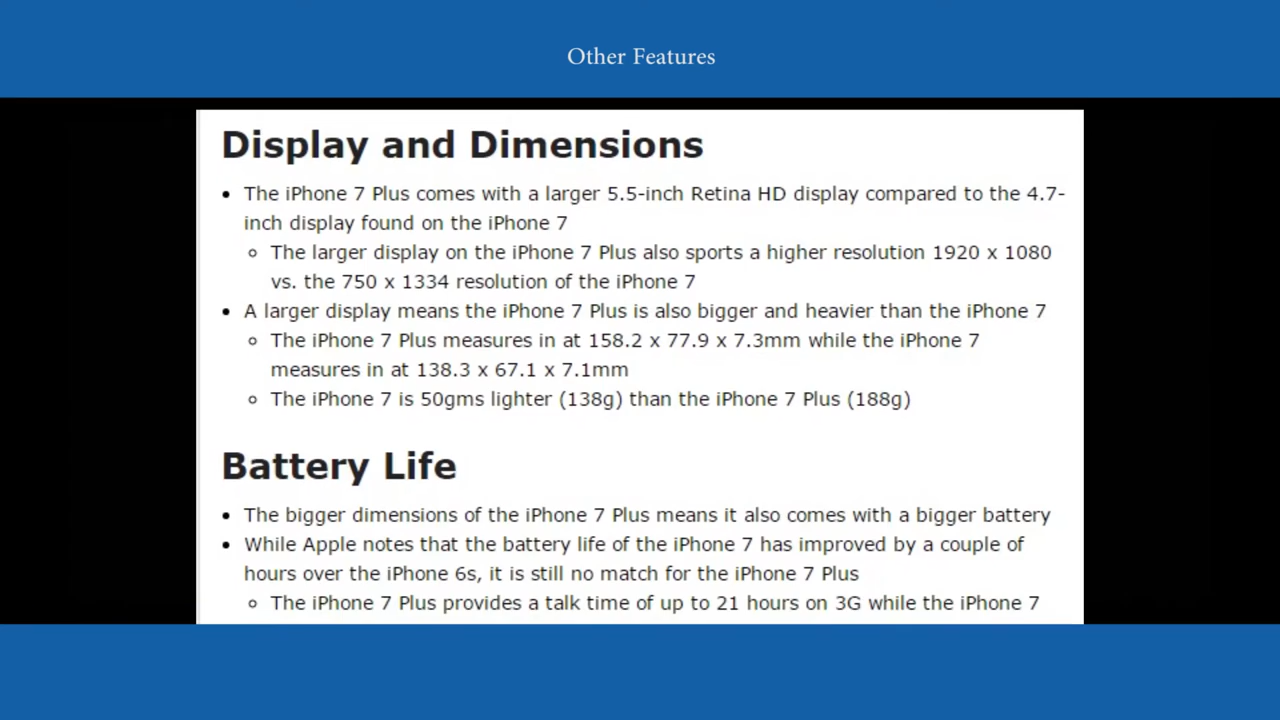 Other Features
Display and Dimensions
• The iPhone 7 Plus comes with a larger 5.5-inch Retina HD display compared to the 4.7-
inch display found on the iPhone 7
◦ The larger display on the iPhone 7 Plus also sports a higher resolution 1920 x 1080
vs. the 750 x 1334 resolution of the iPhone 7
• A larger display means the iPhone 7 Plus is also bigger and heavier than the iPhone 7
◦ The iPhone 7 Plus measures in at 158.2 x 77.9 x 7.3mm while the iPhone 7
measures in at 138.3 x 67.1 x 7.1mm
◦ The iPhone 7 is 50gms lighter (138g) than the iPhone 7 Plus (188g)
Battery Life
• The bigger dimensions of the iPhone 7 Plus means it also comes with a bigger battery
• While Apple notes that the battery life of the iPhone 7 has improved by a couple of
hours over the iPhone 6s, it is still no match for the iPhone 7 Plus
◦ The iPhone 7 Plus provides a talk time of up to 21 hours on 3G while the iPhone 7